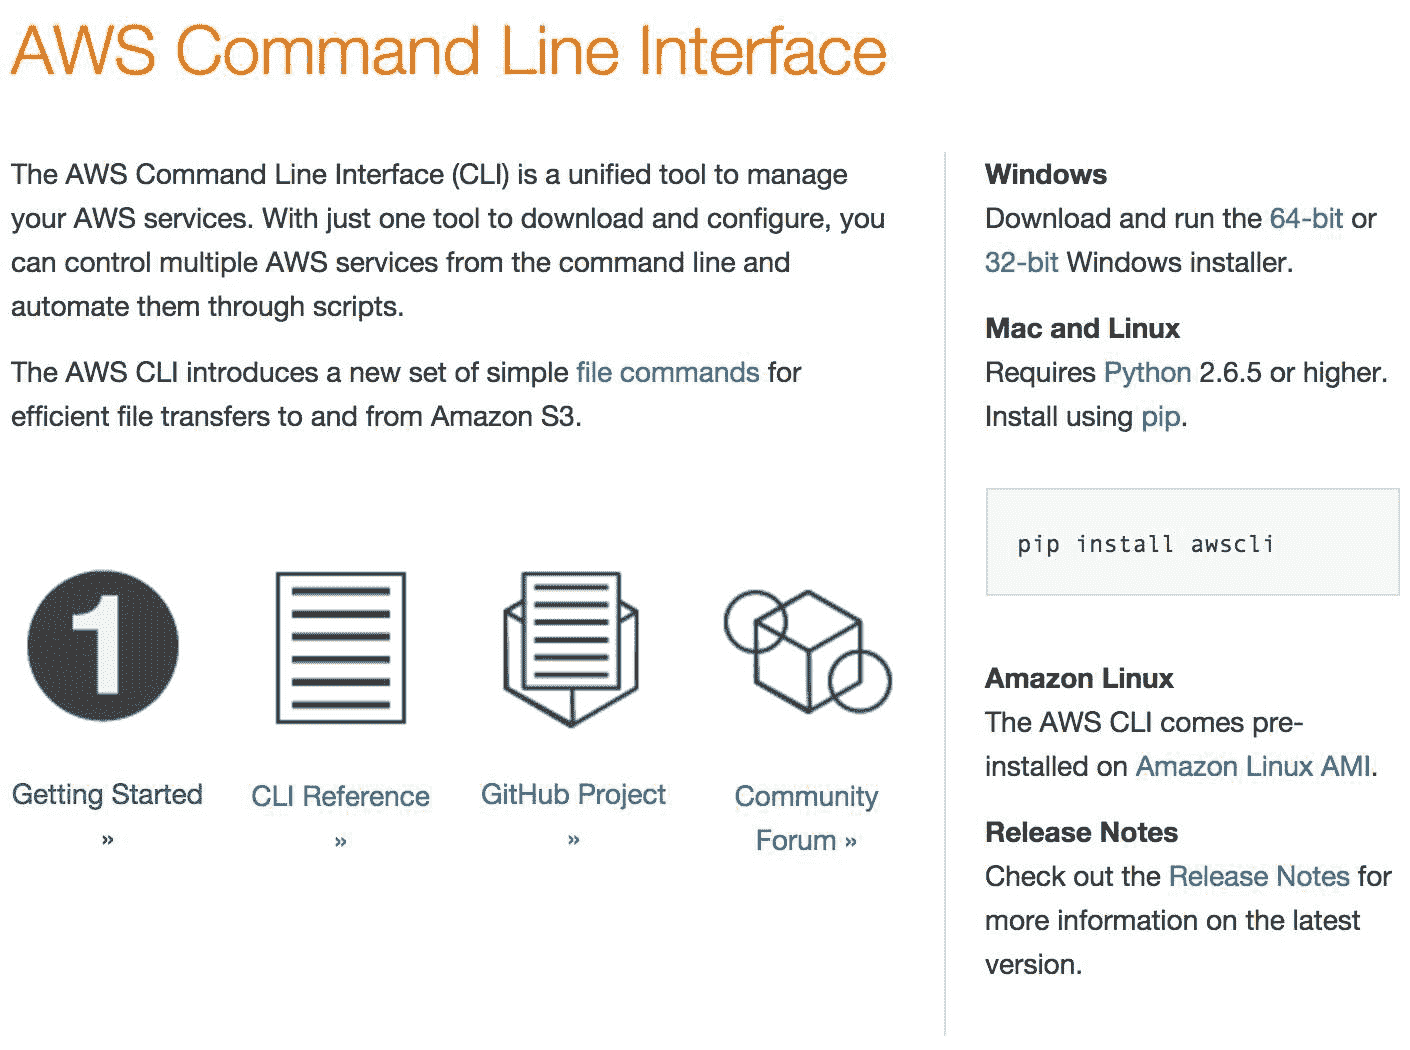 AWS Command Line Interface
The AWS Command Line Interface (CLI) is a unified tool to manage
your AWS services. With just one tool to download and configure, you
can control multiple AWS services from the command line and
automate them through scripts.
The AWS CLI introduces a new set of simple file commands for
efficient file transfers to and from Amazon S3.
1
Getting Started
»
CLI Reference
»
GitHub Project
»
Community
Forum »
Windows
Download and run the 64-bit or
32-bit Windows installer.
Mac and Linux
Requires Python 2.6.5 or higher.
Install using pip.
pip install awscli
Amazon Linux
The AWS CLI comes pre-
installed on Amazon Linux AMI.
Release Notes
Check out the Release Notes for
more information on the latest
version.